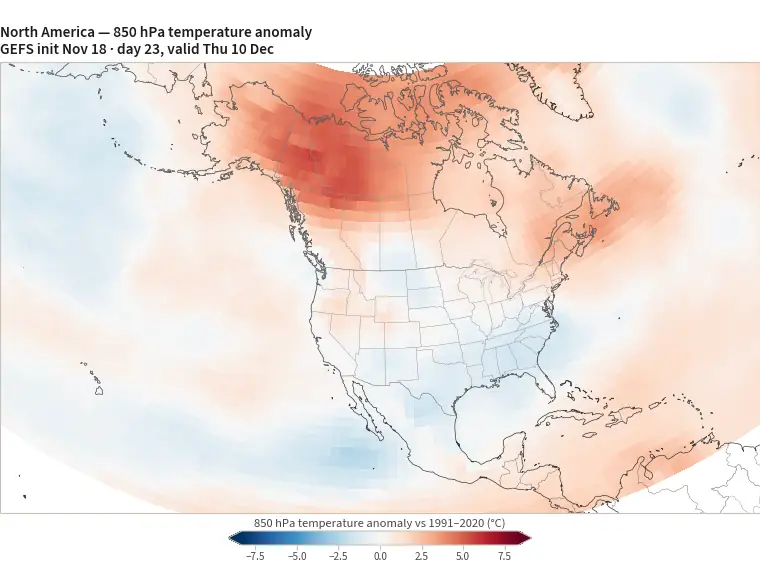 North America — 850 hPa temperature anomaly
GEFS init Nov 18 · day 23, valid Thu 10 Dec
850 hPa temperature anomaly vs 1991–2020 (°C)
−7.5 −5.0 −2.5 0.0 2.5 5.0 7.5